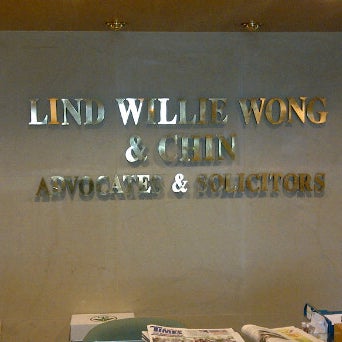 LIND WILLIE WONG
& CHIN
ADVOCATES & SOLICITORS